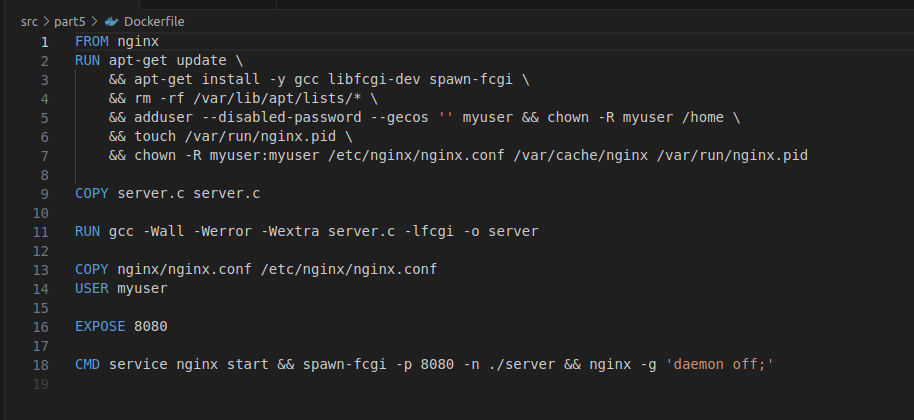 src > part5 > Dockerfile
1 FROM nginx
2 RUN apt-get update \
3 && apt-get install -y gcc libfcgi-dev spawn-fcgi \
4 && rm -rf /var/lib/apt/lists/* \
5 && adduser --disabled-password --gecos '' myuser && chown -R myuser /home \
6 && touch /var/run/nginx.pid \
7 && chown -R myuser:myuser /etc/nginx/nginx.conf /var/cache/nginx /var/run/nginx.pid
8
9 COPY server.c server.c
10
11 RUN gcc -Wall -Werror -Wextra server.c -lfcgi -o server
12
13 COPY nginx/nginx.conf /etc/nginx/nginx.conf
14 USER myuser
15
16 EXPOSE 8080
17
18 CMD service nginx start && spawn-fcgi -p 8080 -n ./server && nginx -g 'daemon off;'
19